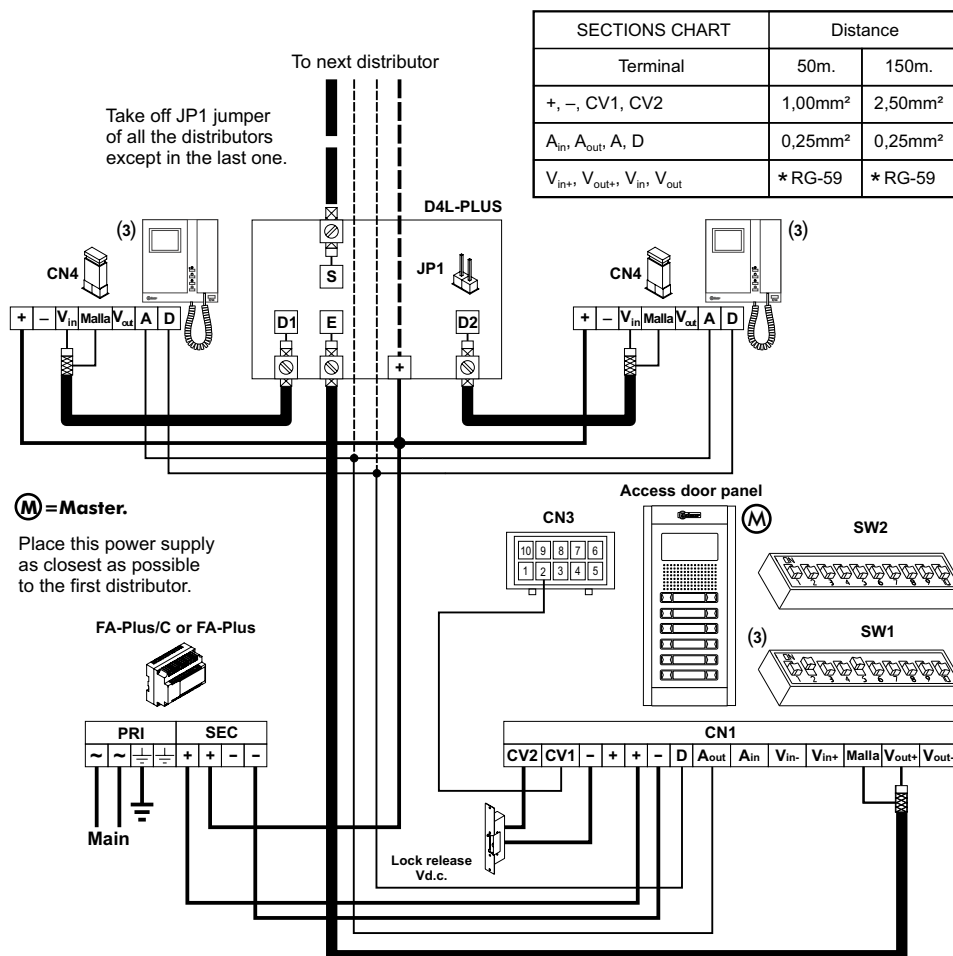 SECTIONS CHART Distance
Terminal 50m. 150m.
+, –, CV1, CV2 1,00mm² 2,50mm²
Ain, Aout, A, D 0,25mm² 0,25mm²
Vin+, Vout+, Vin, Vout *RG-59 *RG-59
To next distributor
Take off JP1 jumper
of all the distributors
except in the last one.
D4L-PLUS
(3)
CN4
S
JP1
CN4
(3)
+ – Vin Malla Vout A D
D1 E + D2
+ – Vin Malla Vout A D
M =Master.
Place this power supply
as closest as possible
to the first distributor.
FA-Plus/C or FA-Plus
CN3
10 9 8 7 6
1 2 3 4 5
Access door panel
M
SW2
ON
(3)
SW1
ON
PRI SEC
~ ~ + + – –
Main
CN1
CV2 CV1 – + + – D Aout Ain Vin- Vin+ Malla Vout+ Vout-
Lock release
Vd.c.